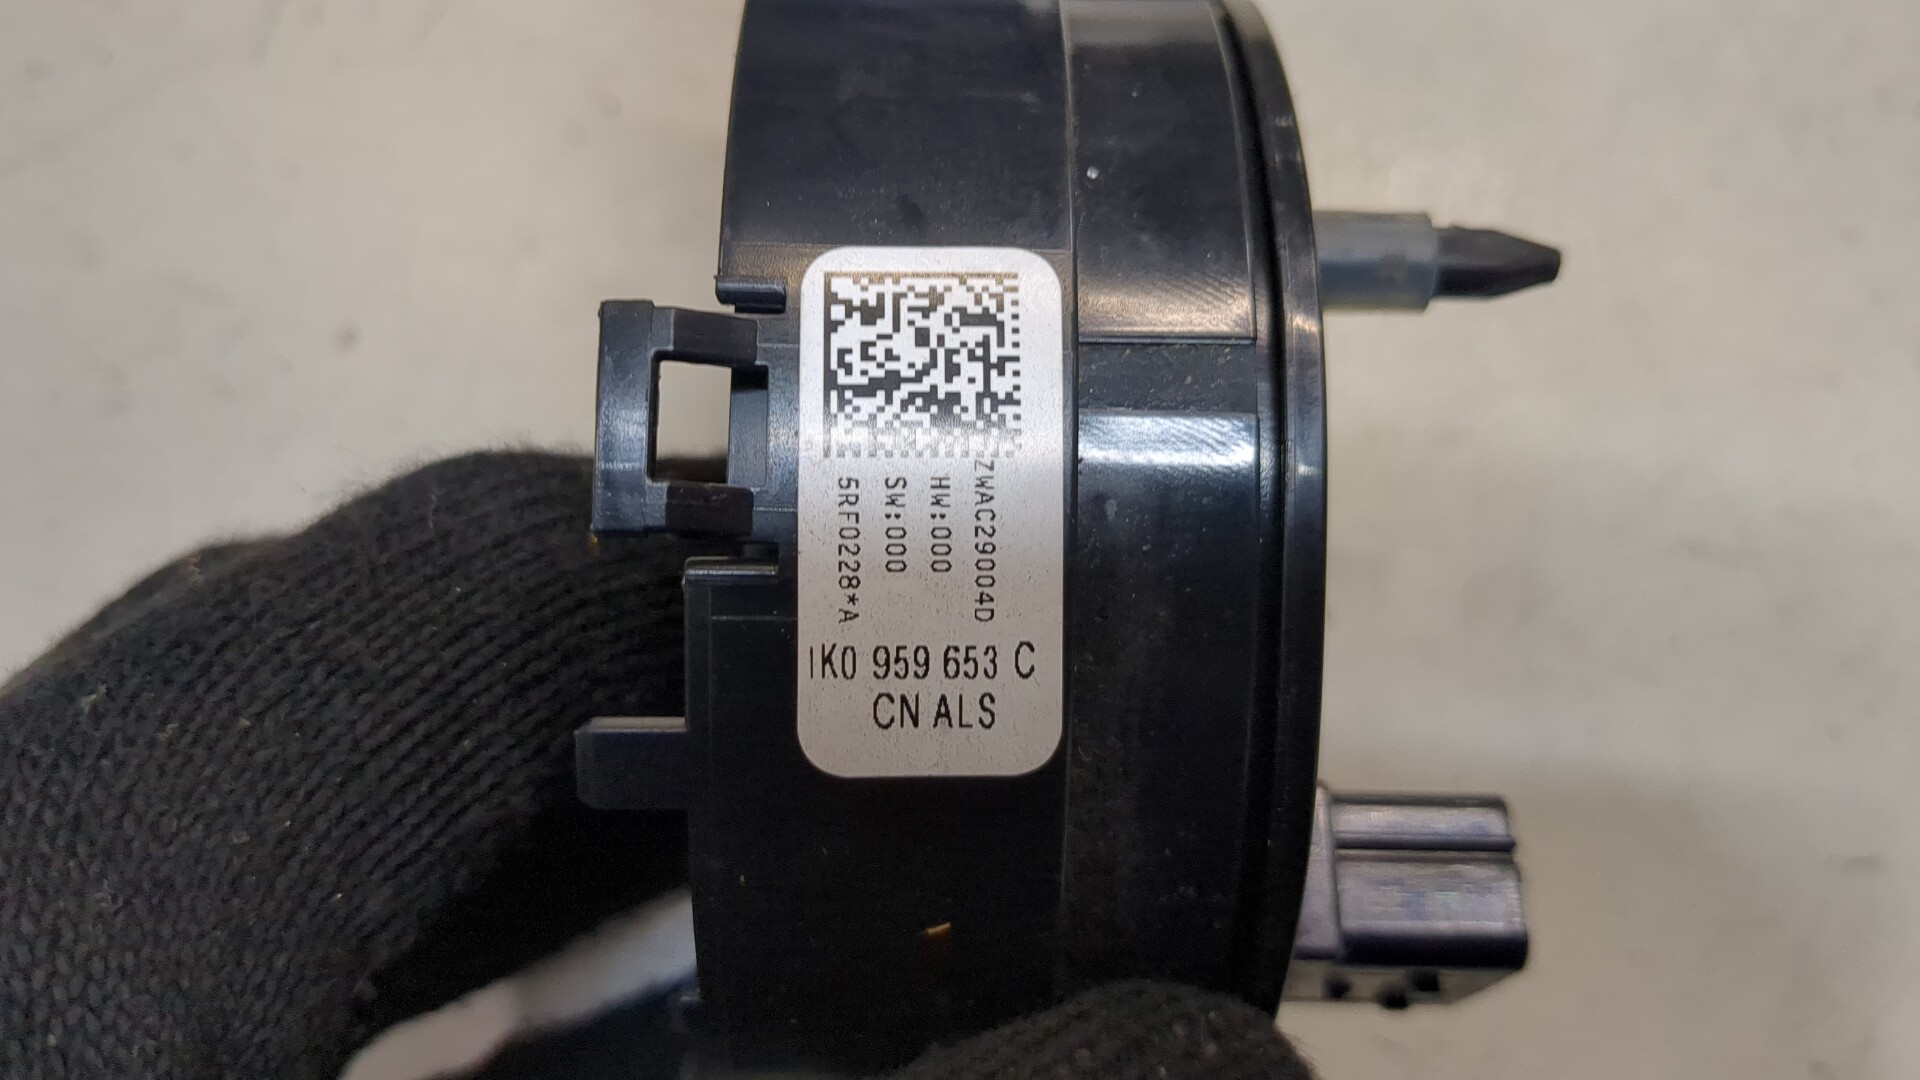 ZWAC29004D
HW:000
SW:000
5RF0228*A
1K0 959 653 C
CN ALS